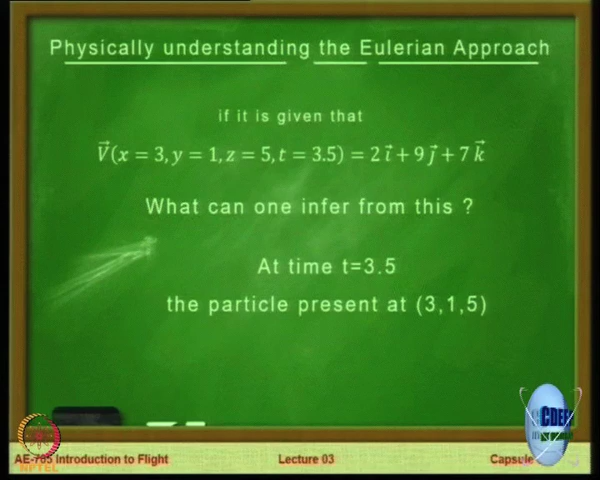 Physically understanding the Eulerian Approach
if it is given that
V⃗(x = 3, y = 1, z = 5, t = 3.5) = 2 i⃗ + 9 j⃗ + 7 k⃗
What can one infer from this ?
At time t=3.5
the particle present at (3,1,5)
CDEEP
NPTEL
AE-705 Introduction to Flight
Lecture 03
Capsule